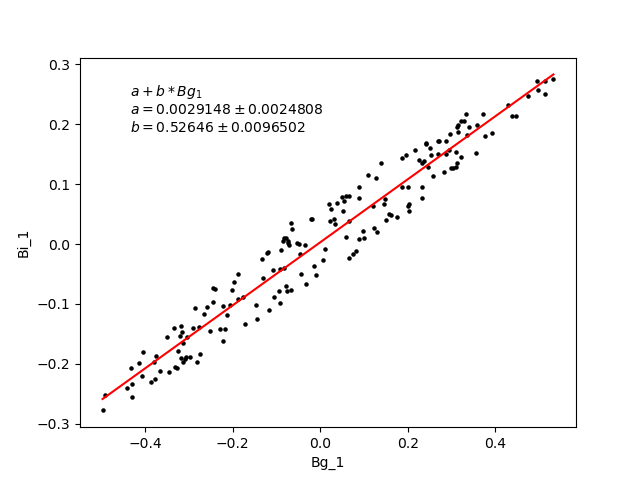 0.3
0.2
0.1
0.0
−0.1
−0.2
−0.3
Bi_1
a + b * Bg₁
a = 0.0029148 ± 0.0024808
b = 0.52646 ± 0.0096502
−0.4 −0.2 0.0 0.2 0.4
Bg_1